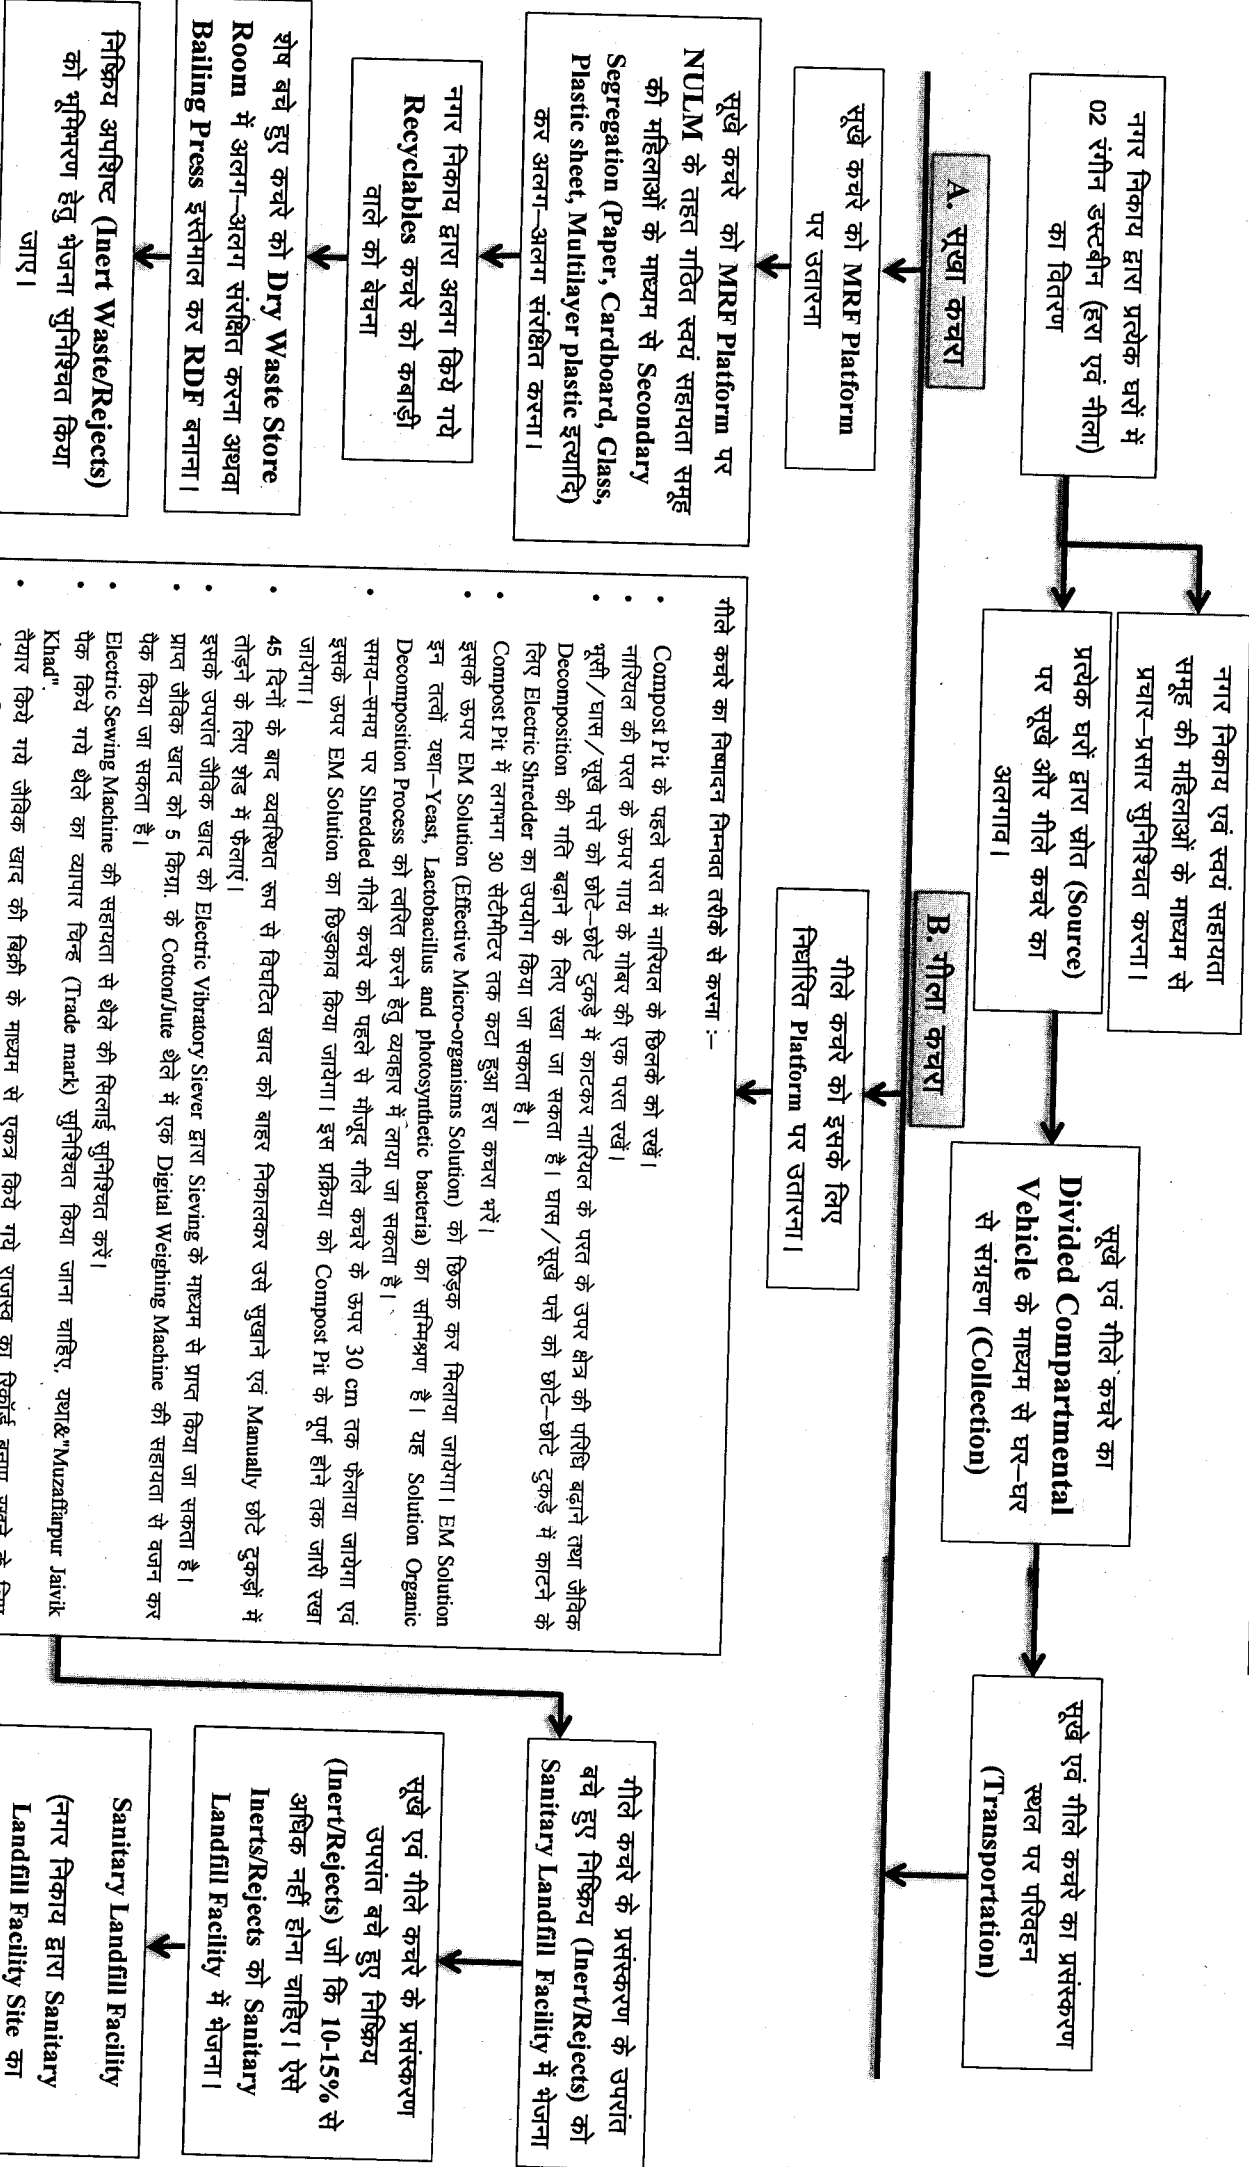 नगर निकाय द्वारा प्रत्येक घरों में
02 रंगीन डस्टबीन (हरा एवं नीला)
का वितरण
नगर निकाय एवं स्वयं सहायता
समूह की महिलाओं के माध्यम से
प्रचार–प्रसार सुनिश्चित करना।
प्रत्येक घरों द्वारा स्रोत (Source)
पर सूखे और गीले कचरे का
अलगाव।
सूखे एवं गीले कचरे का
Divided Compartmental
Vehicle के माध्यम से घर–घर
से संग्रहण (Collection)
सूखे एवं गीले कचरे का प्रसंस्करण
स्थल पर परिवहन
(Transportation)
A. सूखा कचरा
सूखे कचरे को MRF Platform
पर उतारना
सूखे कचरे को MRF Platform पर
NULM के तहत गठित स्वयं सहायता समूह
की महिलाओं के माध्यम से Secondary
Segregation (Paper, Cardboard, Glass,
Plastic sheet, Multilayer plastic इत्यादि)
कर अलग–अलग संरक्षित करना।
नगर निकाय द्वारा अलग किये गये
Recyclables कचरे को कबाड़ी
वाले को बेचना
शेष बचे हुए कचरे को Dry Waste Store
Room में अलग–अलग संरक्षित करना अथवा
Bailing Press इस्तेमाल कर RDF बनाना।
निष्क्रिय अपशिष्ट (Inert Waste/Rejects)
को भूमिभरण हेतु भेजना सुनिश्चित किया
जाए।
B. गीला कचरा
गीले कचरे को इसके लिए
निर्धारित Platform पर उतारना।
गीले कचरे का निष्पादन निम्नवत तरीके से करना :–
• Compost Pit के पहले परत में नारियल के छिलके को रखें।
• नारियल की परत के ऊपर गाय के गोबर की एक परत रखें।
• भूसी/घास/सूखे पत्ते को छोटे–छोटे टुकड़े में काटकर नारियल के परत के उपर क्षेत्र की परिधि बढ़ाने तथा जैविक
Decomposition की गति बढ़ाने के लिए रखा जा सकता है। घास/सूखे पत्ते को छोटे–छोटे टुकड़े में काटने के
लिए Electric Shredder का उपयोग किया जा सकता है।
• Compost Pit में लगभग 30 सेंटीमीटर तक कटा हुआ हरा कचरा भरें।
• इसके ऊपर EM Solution (Effective Micro-organisms Solution) को छिड़क कर मिलाया जायेगा। EM Solution
इन तत्वों यथा–Yeast, Lactobacillus and photosynthetic bacteria) का सम्मिश्रण है। यह Solution Organic
Decomposition Process को त्वरित करने हेतु व्यवहार में लाया जा सकता है।
• समय–समय पर Shredded गीले कचरे को पहले से मौजूद गीले कचरे के ऊपर 30 cm तक फैलाया जायेगा एवं
इसके ऊपर EM Solution का छिड़काव किया जायेगा। इस प्रक्रिया को Compost Pit के पूर्ण होने तक जारी रखा
जायेगा।
• 45 दिनों के बाद व्यवस्थित रूप से विघटित खाद को बाहर निकालकर उसे सुखाने एवं Manually छोटे टुकड़ों में
तोड़ने के लिए शेड में फैलाएं।
• इसके उपरांत जैविक खाद को Electric Vibratory Siever द्वारा Sieving के माध्यम से प्राप्त किया जा सकता है।
• प्राप्त जैविक खाद को 5 किग्रा. के Cotton/Jute थैले में एक Digital Weighing Machine की सहायता से वजन कर
पैक किया जा सकता है।
• Electric Sewing Machine की सहायता से थैले की सिलाई सुनिश्चित करें।
• पैक किये गये थैले का व्यापार चिन्ह (Trade mark) सुनिश्चित किया जाना चाहिए, यथा&"Muzaffarpur Jaivik
Khad".
• तैयार किये गये जैविक खाद की बिक्री के माध्यम से एकत्र किये गये राजस्व का रिकॉर्ड बनाए रखने के लिए
गीले कचरे के प्रसंस्करण के उपरांत
बचे हुए निष्क्रिय (Inert/Rejects) को
Sanitary Landfill Facility में भेजना
सूखे एवं गीले कचरे के प्रसंस्करण
उपरांत बचे हुए निष्क्रिय
(Inert/Rejects) जो कि 10-15% से
अधिक नहीं होना चाहिए। ऐसे
Inerts/Rejects को Sanitary
Landfill Facility में भेजना।
Sanitary Landfill Facility
(नगर निकाय द्वारा Sanitary
Landfill Facility Site का